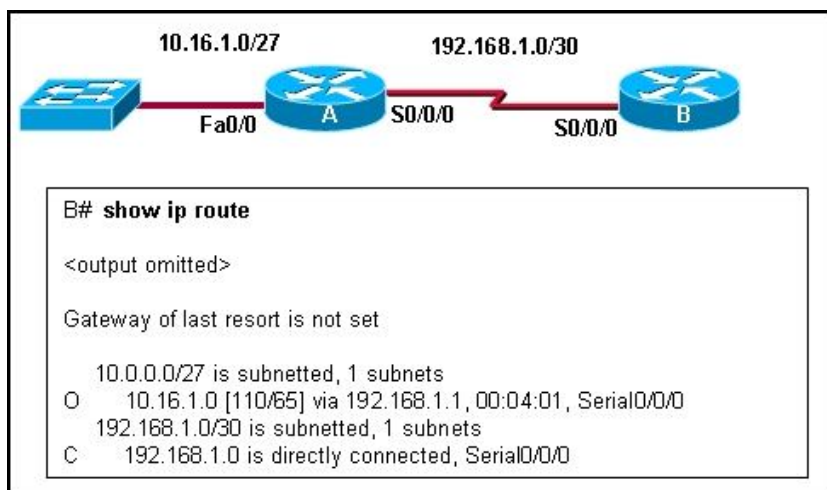 10.16.1.0/27 192.168.1.0/30
Fa0/0 A S0/0/0 S0/0/0 B
B# show ip route
<output omitted>
Gateway of last resort is not set
10.0.0.0/27 is subnetted, 1 subnets
O 10.16.1.0 [110/65] via 192.168.1.1, 00:04:01, Serial0/0/0
192.168.1.0/30 is subnetted, 1 subnets
C 192.168.1.0 is directly connected, Serial0/0/0